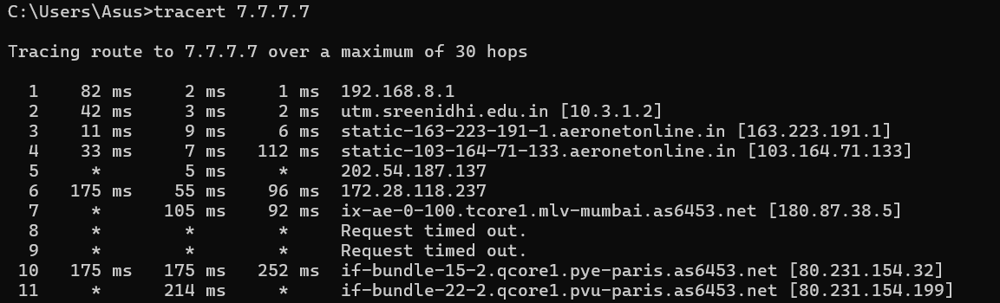 C:\Users\Asus>tracert 7.7.7.7
Tracing route to 7.7.7.7 over a maximum of 30 hops
1 82 ms 2 ms 1 ms 192.168.8.1
2 42 ms 3 ms 2 ms utm.sreenidhi.edu.in [10.3.1.2]
3 11 ms 9 ms 6 ms static-163-223-191-1.aeronetonline.in [163.223.191.1]
4 33 ms 7 ms 112 ms static-103-164-71-133.aeronetonline.in [103.164.71.133]
5 * 5 ms * 202.54.187.137
6 175 ms 55 ms 96 ms 172.28.118.237
7 * 105 ms 92 ms ix-ae-0-100.tcore1.mlv-mumbai.as6453.net [180.87.38.5]
8 * * * Request timed out.
9 * * * Request timed out.
10 175 ms 175 ms 252 ms if-bundle-15-2.qcore1.pye-paris.as6453.net [80.231.154.32]
11 * 214 ms * if-bundle-22-2.qcore1.pvu-paris.as6453.net [80.231.154.199]